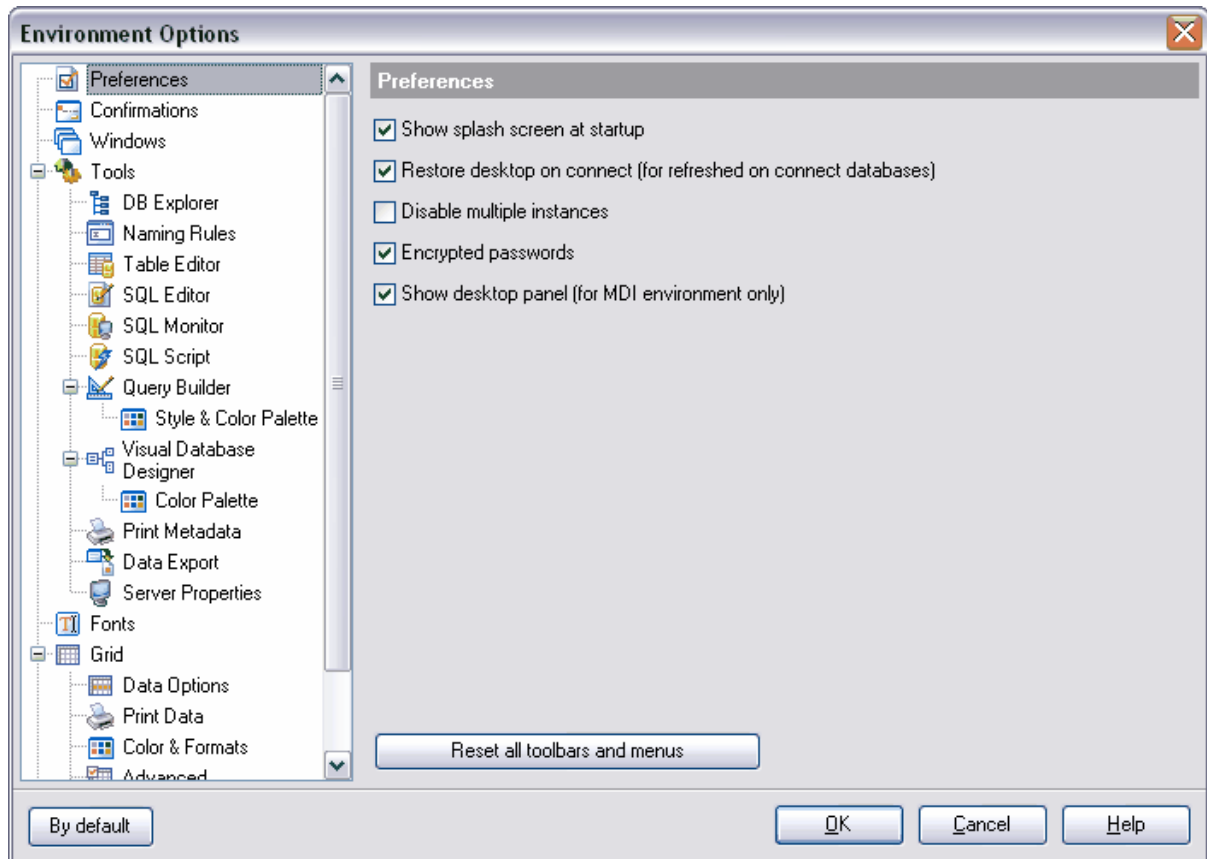 Environment Options
Preferences
Confirmations
Windows
Tools
DB Explorer
Naming Rules
Table Editor
SQL Editor
SQL Monitor
SQL Script
Query Builder
Style & Color Palette
Visual Database
Designer
Color Palette
Print Metadata
Data Export
Server Properties
Fonts
Grid
Data Options
Print Data
Color & Formats
Advanced
Preferences
Show splash screen at startup
Restore desktop on connect (for refreshed on connect databases)
Disable multiple instances
Encrypted passwords
Show desktop panel (for MDI environment only)
Reset all toolbars and menus
By default
OK
Cancel
Help